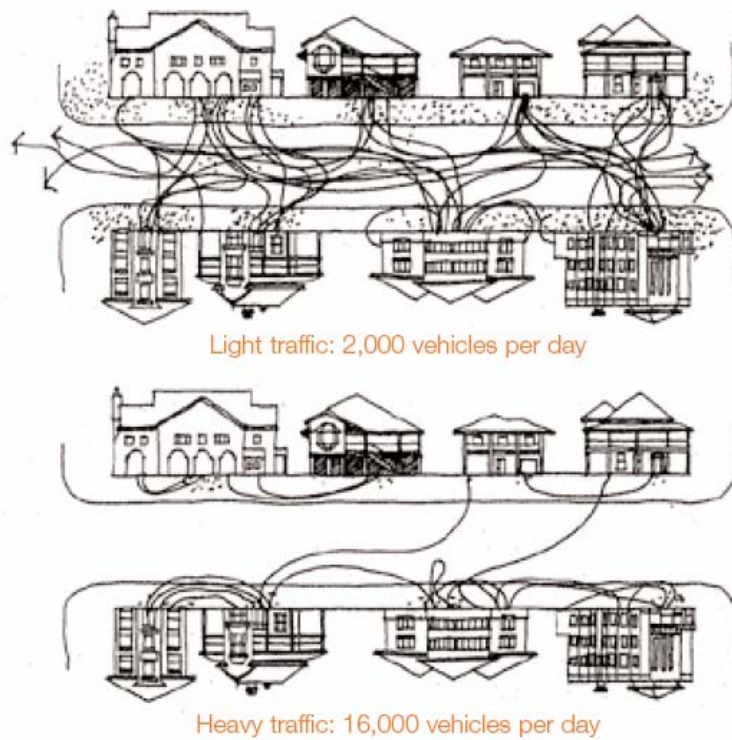 Light traffic: 2,000 vehicles per day
Heavy traffic: 16,000 vehicles per day